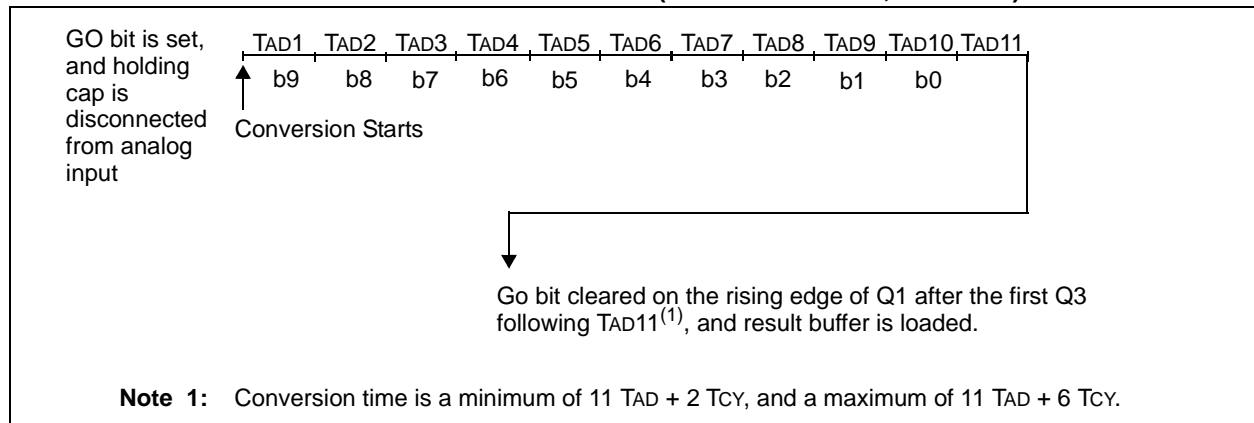 GO bit is set,
and holding
cap is
disconnected
from analog
input
TAD1 TAD2 TAD3 TAD4 TAD5 TAD6 TAD7 TAD8 TAD9 TAD10 TAD11
b9 b8 b7 b6 b5 b4 b3 b2 b1 b0
Conversion Starts
Go bit cleared on the rising edge of Q1 after the first Q3
following TAD11(1), and result buffer is loaded.
Note 1: Conversion time is a minimum of 11 TAD + 2 TCY, and a maximum of 11 TAD + 6 TCY.